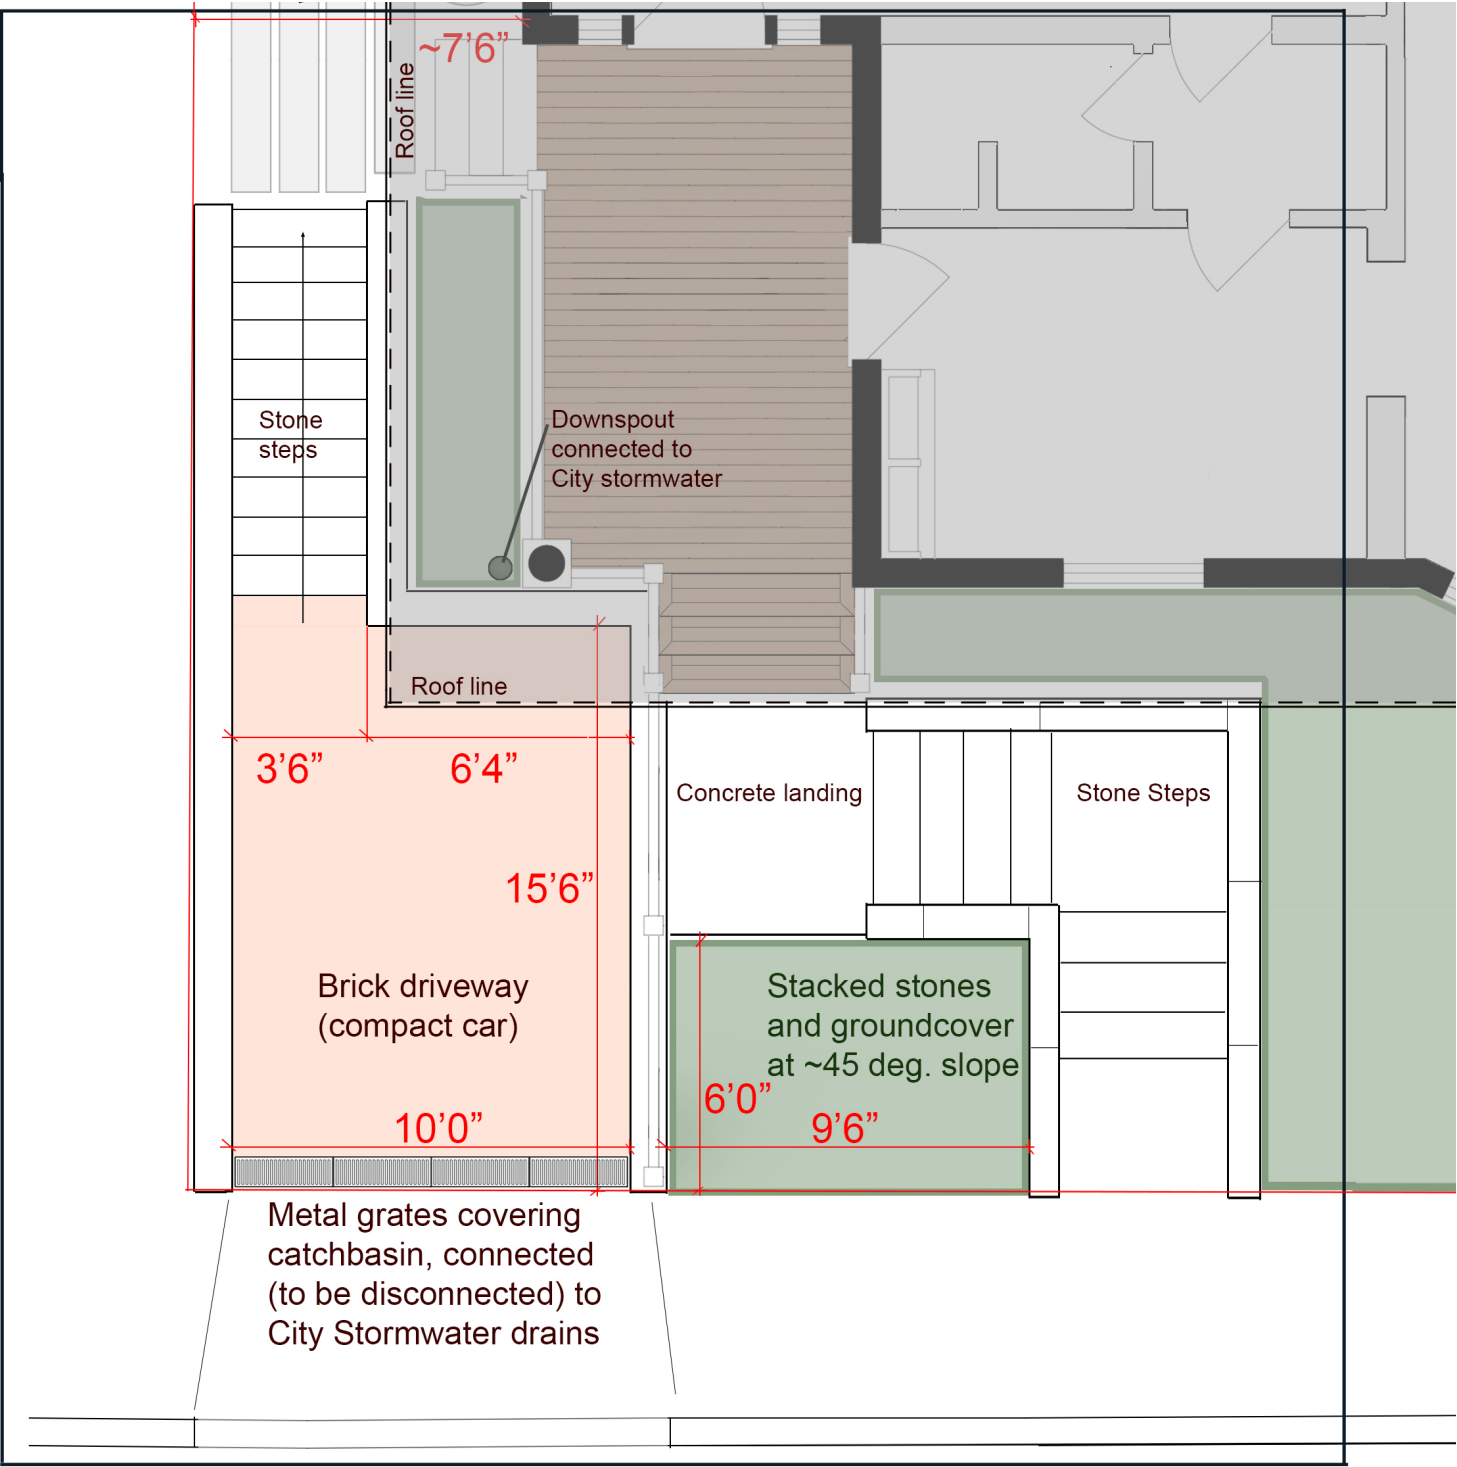 ~7’6”
Roof line
Stone
steps
Downspout
connected to
City stormwater
Roof line
3’6”
6’4”
Concrete landing
Stone Steps
15’6”
Brick driveway
(compact car)
Stacked stones
and groundcover
at ~45 deg. slope
6’0”
10’0”
9’6”
Metal grates covering
catchbasin, connected
(to be disconnected) to
City Stormwater drains